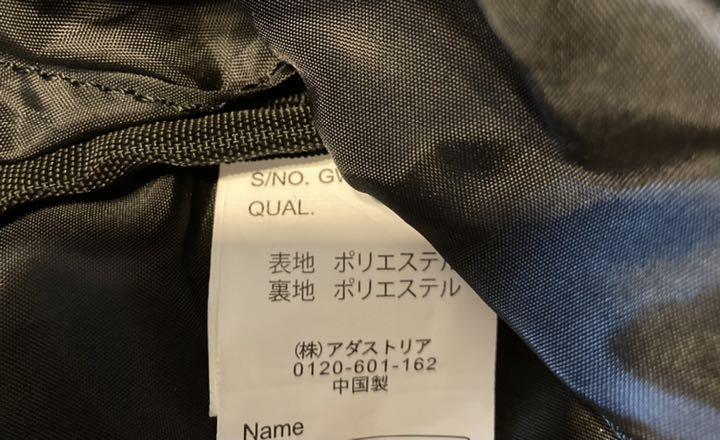 S/NO. GW
QUAL.
表地 ポリエステル
裏地 ポリエステル
(株)アダストリア
0120-601-162
中国製
Name